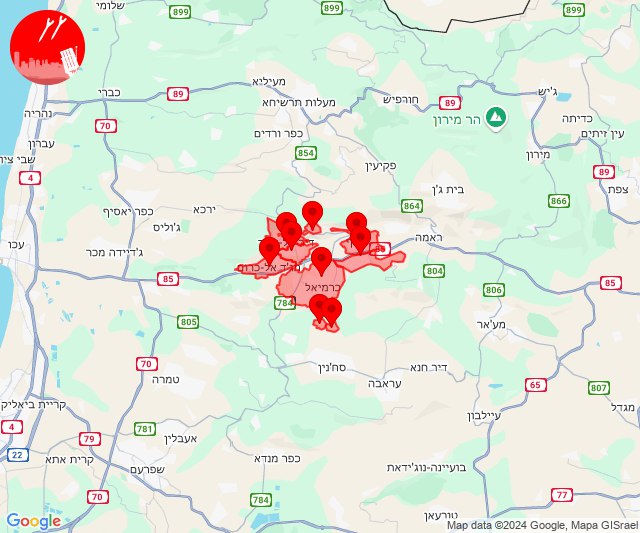 899
שלומי
899
899
מעיליא
מעלות תרשיחא
חורפיש
ג'יש
כברי
89
89
89
נהריה
הר מירון
כדיתה
70
כפר ורדים
עין זיתים
עברון
854
מירון
שבי ציון
פקיעין
4
בית ג'ן
צפת
866
864
ירכא
כפר יאסיף
ג'וליס
ראמה
עכו
ג'דיידה מכר
מג'ד אל-כרום
804
85
85
כרמיאל
806
784
805
מע'אר
70
סח'נין
דיר חנא
טמרה
עראבה
65
807
קריית ביאליק
מגדל
4
781
עיילבון
79
אעבלין
22
קרית אתא
כפר מנדא
בועיינה-נוג'ידאת
שפרעם
70
784
77
טורעאן
Google
Map data ©2024 Google, Mapa GISrael